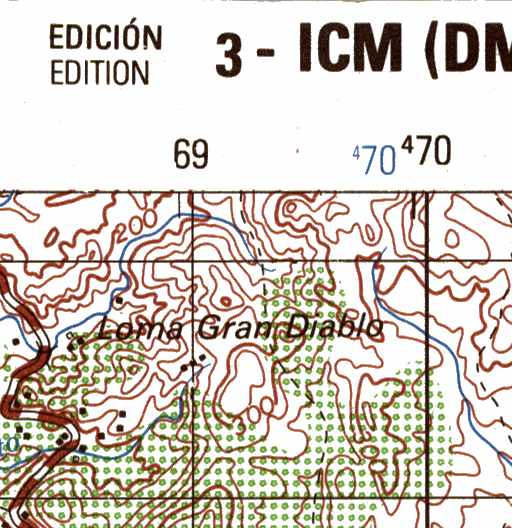 EDICIÓN
EDITION
3 - ICM (DM
69
⁴70 ⁴70
Loma Gran Diablo